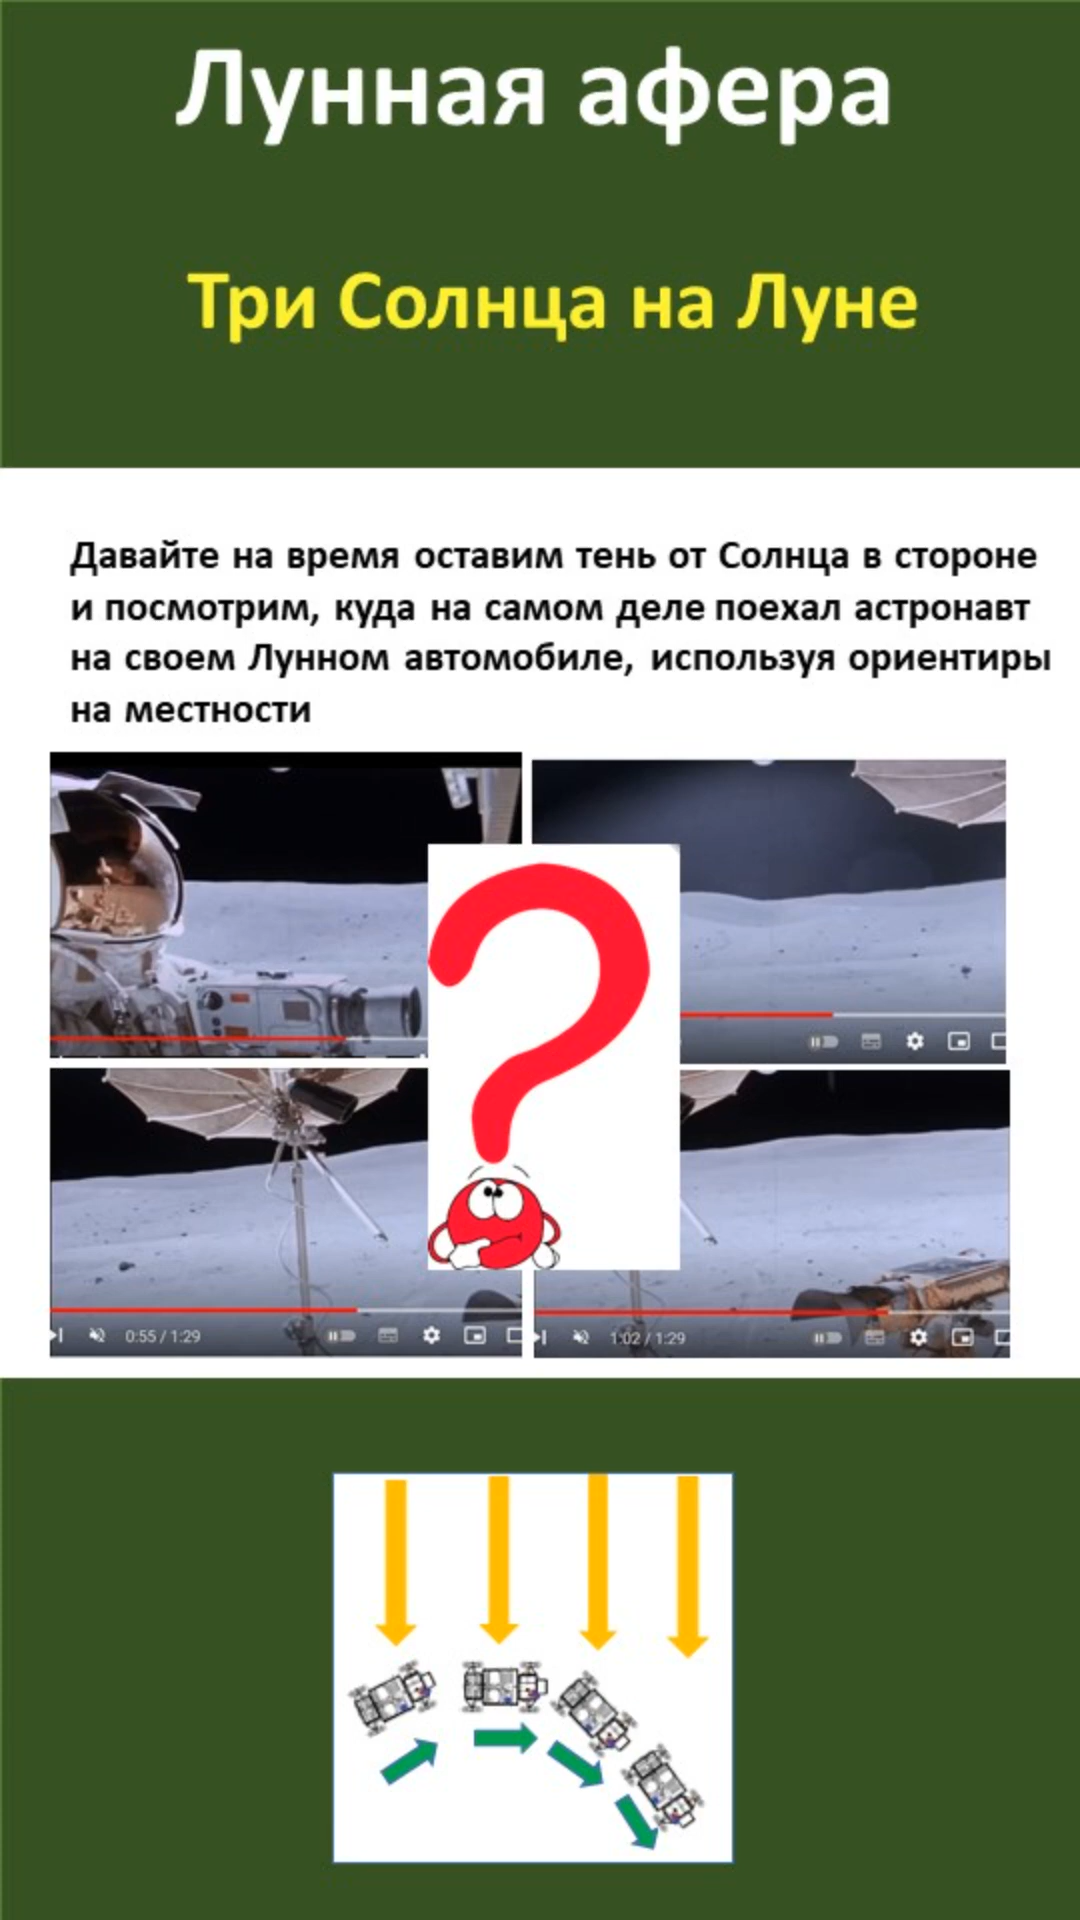 Лунная афера
Три Солнца на Луне
Давайте на время оставим тень от Солнца в стороне
и посмотрим, куда на самом деле поехал астронавт
на своем Лунном автомобиле, используя ориентиры
на местности
0:55 / 1:29
1:02 / 1:29